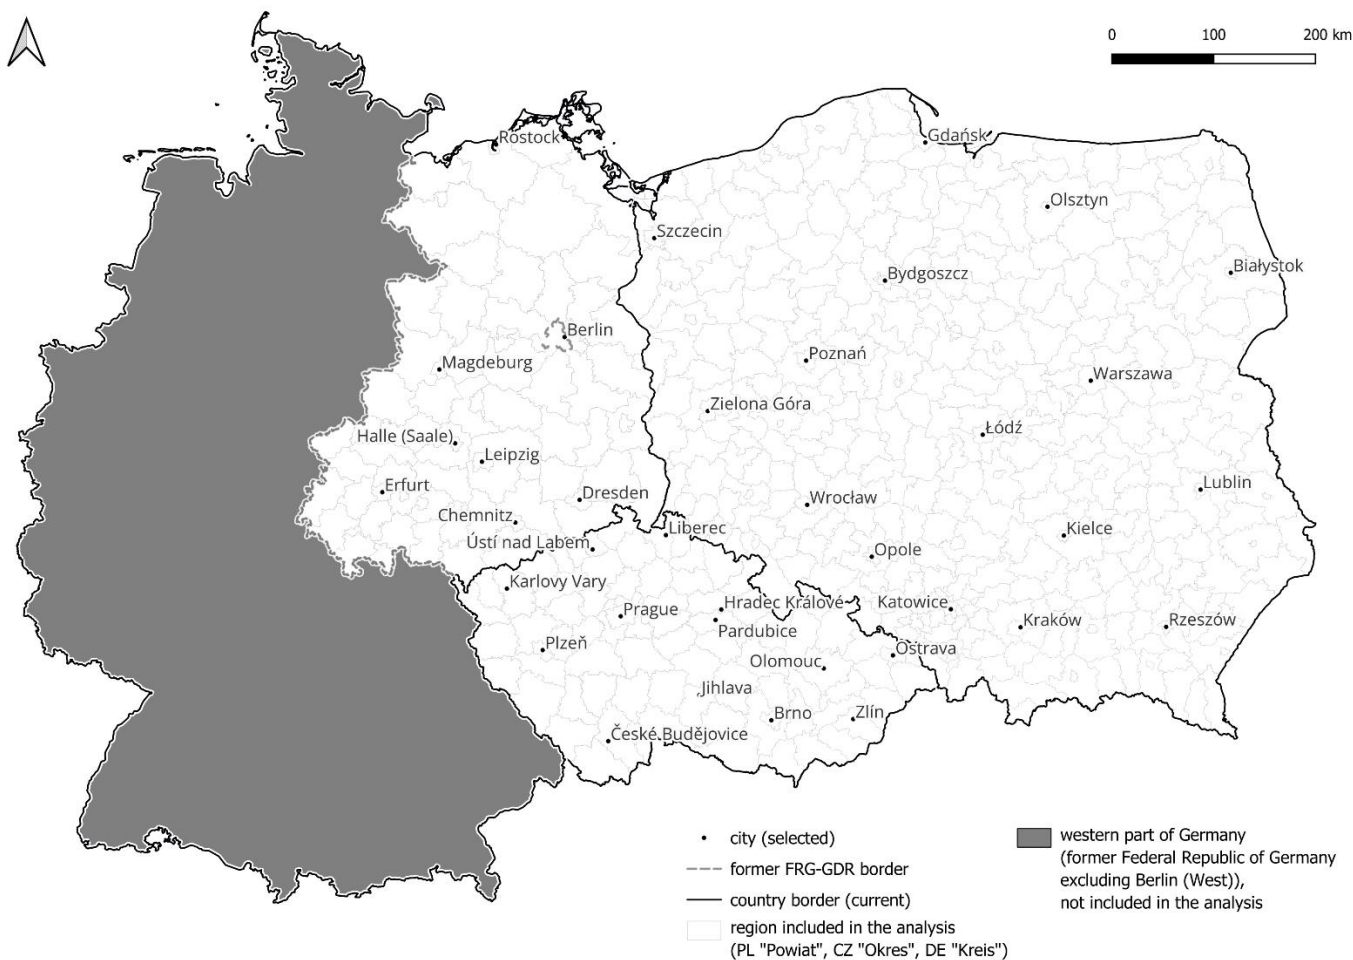 0 100 200 km
Rostock
Gdańsk
Olsztyn
Szczecin
Białystok
Bydgoszcz
Berlin
Poznań
Magdeburg
Warszawa
Zielona Góra
Łódź
Halle (Saale)
Leipzig
Erfurt
Lublin
Dresden
Wrocław
Chemnitz
Liberec
Kielce
Ústí nad Labem
Opole
Karlovy Vary
Prague
Hradec Králové
Katowice
Kraków
Rzeszów
Pardubice
Plzeň
Ostrava
Olomouc
Jihlava
Brno
Zlín
České Budějovice
city (selected)
former FRG-GDR border
country border (current)
region included in the analysis
(PL "Powiat", CZ "Okres", DE "Kreis")
western part of Germany
(former Federal Republic of Germany
excluding Berlin (West)),
not included in the analysis